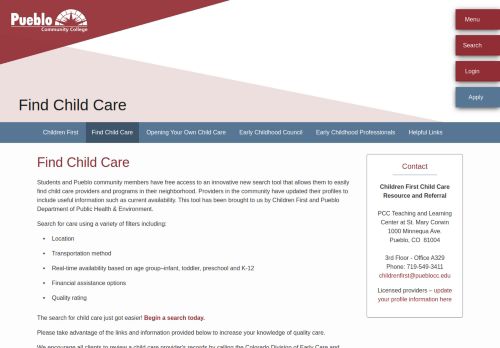 Pueblo
Community College
Menu
Search
Login
Apply
Find Child Care
Children First
Find Child Care
Opening Your Own Child Care
Early Childhood Council
Early Childhood Professionals
Helpful Links
Find Child Care
Students and Pueblo community members have free access to an innovative new search tool that allows them to easily
find child care providers and programs in their neighborhood. Providers in the community have updated their profiles to
include useful information such as current availability. This tool has been brought to us by Children First and Pueblo
Department of Public Health & Environment.
Search for care using a variety of filters including:
• Location
• Transportation method
• Real-time availability based on age group–infant, toddler, preschool and K-12
• Financial assistance options
• Quality rating
The search for child care just got easier! Begin a search today.
Please take advantage of the links and information provided below to increase your knowledge of quality care.
We encourage all clients to review a child care provider's records by calling the Colorado Division of Early Care and
Contact
Children First Child Care
Resource and Referral
PCC Teaching and Learning
Center at St. Mary Corwin
1000 Minnequa Ave.
Pueblo, CO 81004
3rd Floor - Office A329
Phone: 719-549-3411
childrenfirst@pueblocc.edu
Licensed providers – update
your profile information here